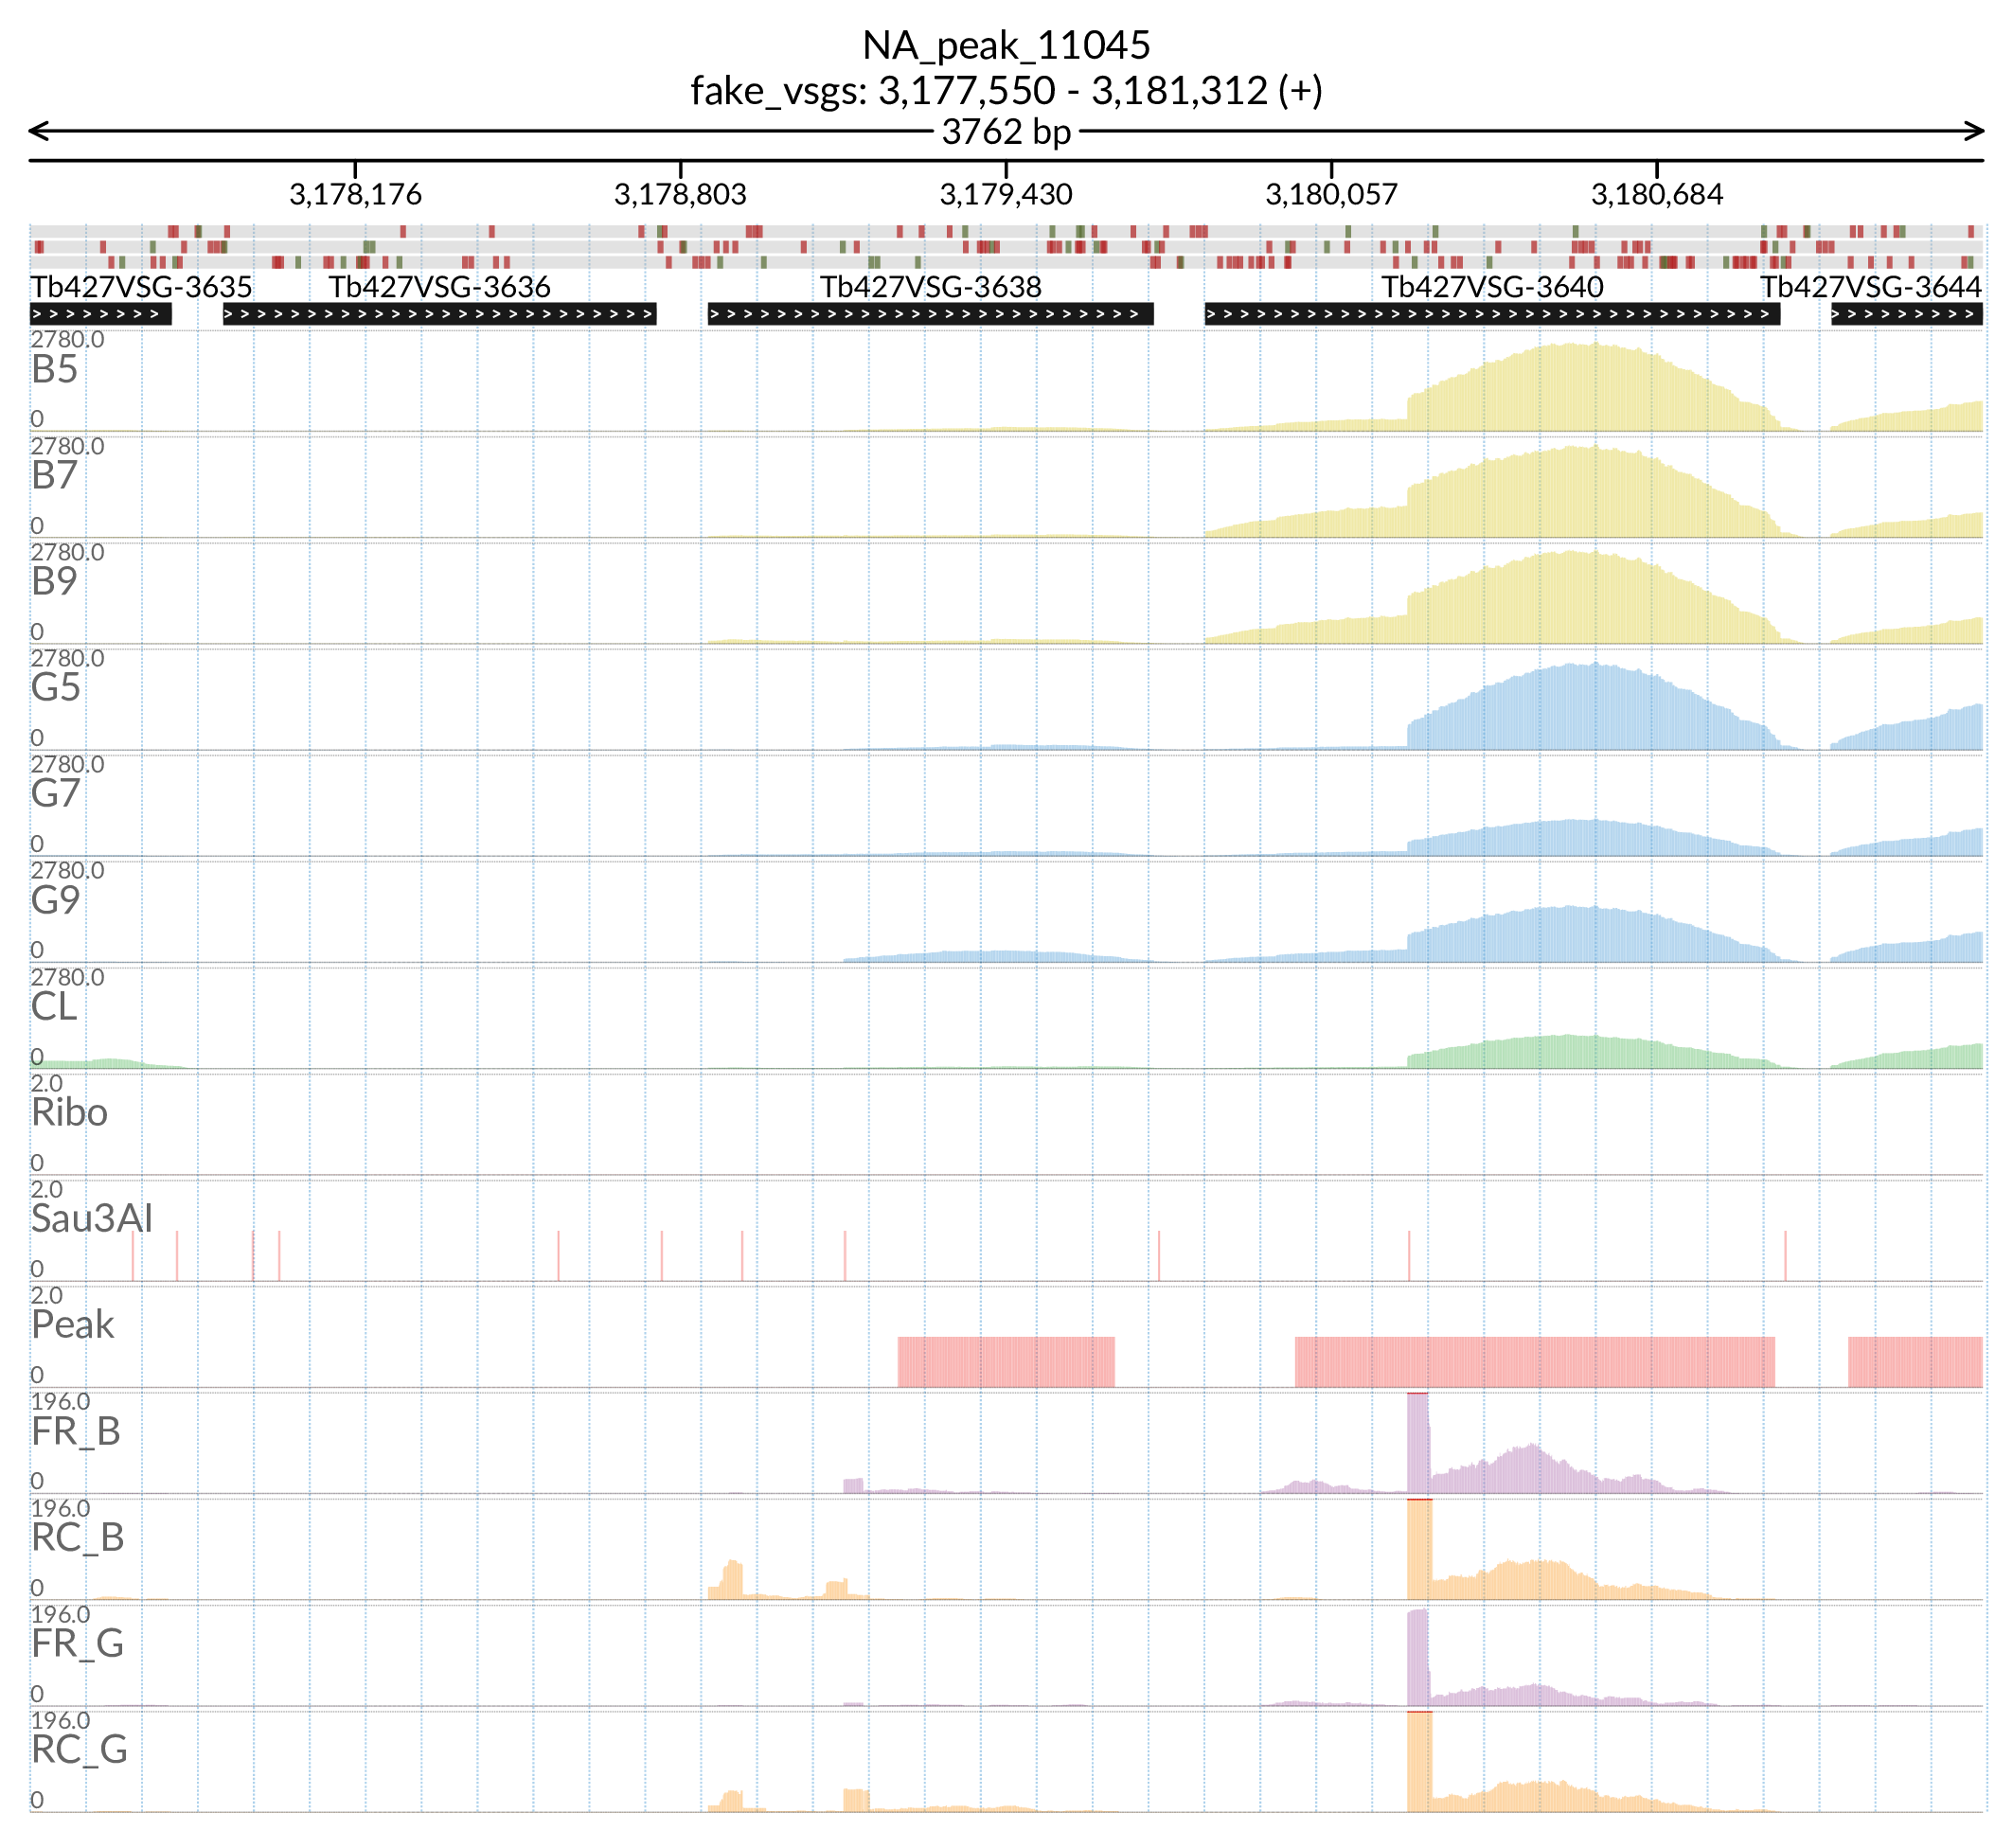 NA_peak_11045
fake_vsgs: 3,177,550 - 3,181,312 (+)
3762 bp
3,178,176 3,178,803 3,179,430 3,180,057 3,180,684
Tb427VSG-3635 Tb427VSG-3636 Tb427VSG-3638 Tb427VSG-3640 Tb427VSG-3644
2780.0
B5
0
2780.0
B7
0
2780.0
B9
0
2780.0
G5
0
2780.0
G7
0
2780.0
G9
0
2780.0
CL
0
2.0
Ribo
0
2.0
Sau3AI
0
2.0
Peak
0
196.0
FR_B
0
196.0
RC_B
0
196.0
FR_G
0
196.0
RC_G
0